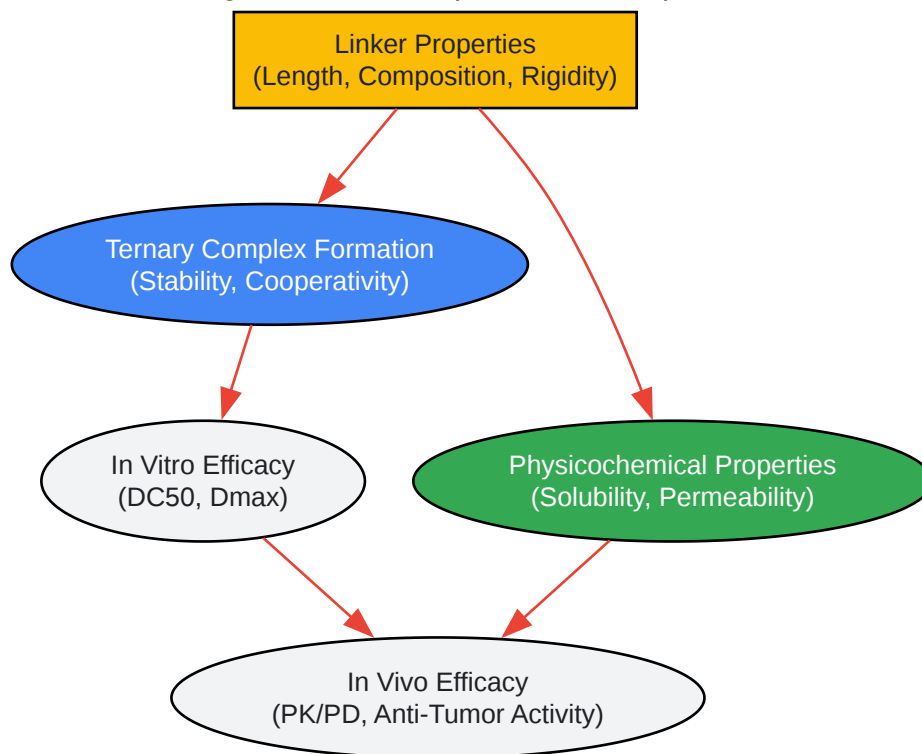 Linker Properties
(Length, Composition, Rigidity)
Ternary Complex Formation
(Stability, Cooperativity)
In Vitro Efficacy
(DC50, Dmax)
Physicochemical Properties
(Solubility, Permeability)
In Vivo Efficacy
(PK/PD, Anti-Tumor Activity)